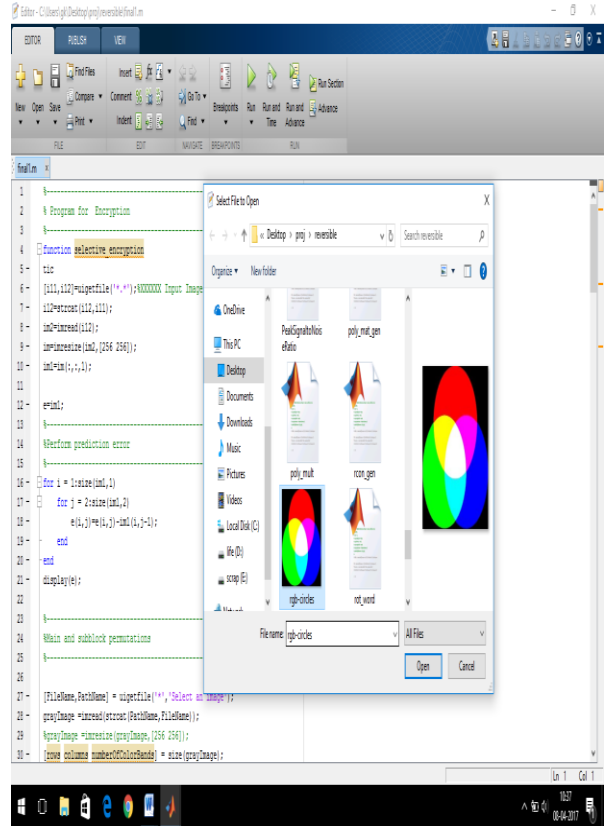 Editor - C:\Users\pk\Desktop\proj\reversible\final1.m
EDITOR PUBLISH VIEW
Find Files Insert fx
Compare Comment Go To
New Open Save Print Indent Find Breakpoints Run Run and Time Run and Advance Run Section Advance
FILE EDIT NAVIGATE BREAKPOINTS RUN
final1.m ×
1 %--------------------------------
2 % Program for Encryption
3 %--------------------------------
4 function selective_encryption
5 - tic
6 - [i11,i12]=uigetfile('*.*');%XXXXXX Input Image
7 - i12=strcat(i12,i11);
8 - im2=imread(i12);
9 - im=imresize(im2,[256 256]);
10 - im1=im(:,:,1);
11
12 - e=im1;
13 %--------------------------------
14 %Perform prediction error
15 %--------------------------------
16 - for i = 1:size(im1,1)
17 - for j = 2:size(im1,2)
18 - e(i,j)=e(i,j)-im1(i,j-1);
19 - end
20 - end
21 - display(e);
22
23 %--------------------------------
24 %Main and subblock permutations
25 %--------------------------------
26
27 - [FileName,PathName] = uigetfile('*','Select an image');
28 - grayImage =imread(strcat(PathName,FileName));
29 %grayImage =imresize(grayImage,[256 256]);
30 - [rows columns numberOfColorBands] = size(grayImage);
Select File to Open X
« Desktop › proj › reversible Search reversible
Organize New folder
OneDrive
This PC
Desktop
Documents
Downloads
Music
Pictures
Videos
Local Disk (C:)
life (D:)
scrap (E:)
Network
PeakSignaltoNoiseRatio
poly_mat_gen
poly_mult
rcon_gen
rgb-circles
rot_word
File name: rgb-circles All Files
Open Cancel
Ln 1 Col 1
10:37
08-04-2017